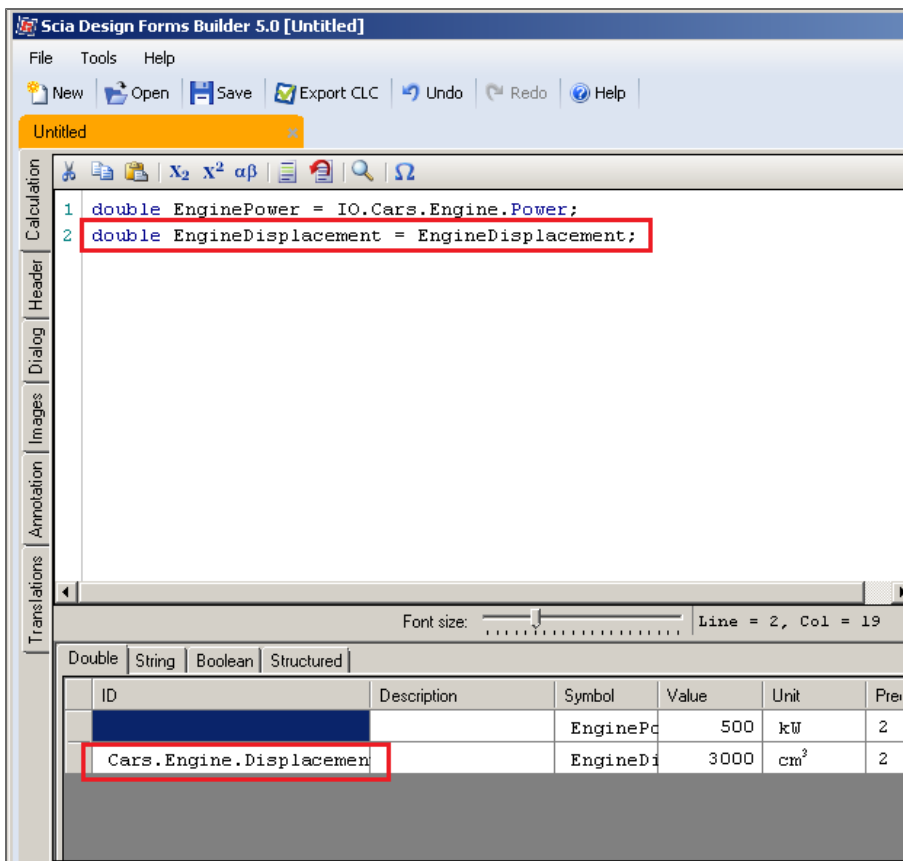 Scia Design Forms Builder 5.0 [Untitled]
File Tools Help
New Open Save Export CLC Undo Redo Help
Untitled
X₂ X² αβ Ω
Calculation
Header
Dialog
Images
Annotation
Translations
1 double EnginePower = IO.Cars.Engine.Power;
2 double EngineDisplacement = EngineDisplacement;
Font size: Line = 2, Col = 19
Double String Boolean Structured
ID Description Symbol Value Unit Pre
EnginePo 500 kW 2
Cars.Engine.Displacemen EngineDi 3000 cm³ 2